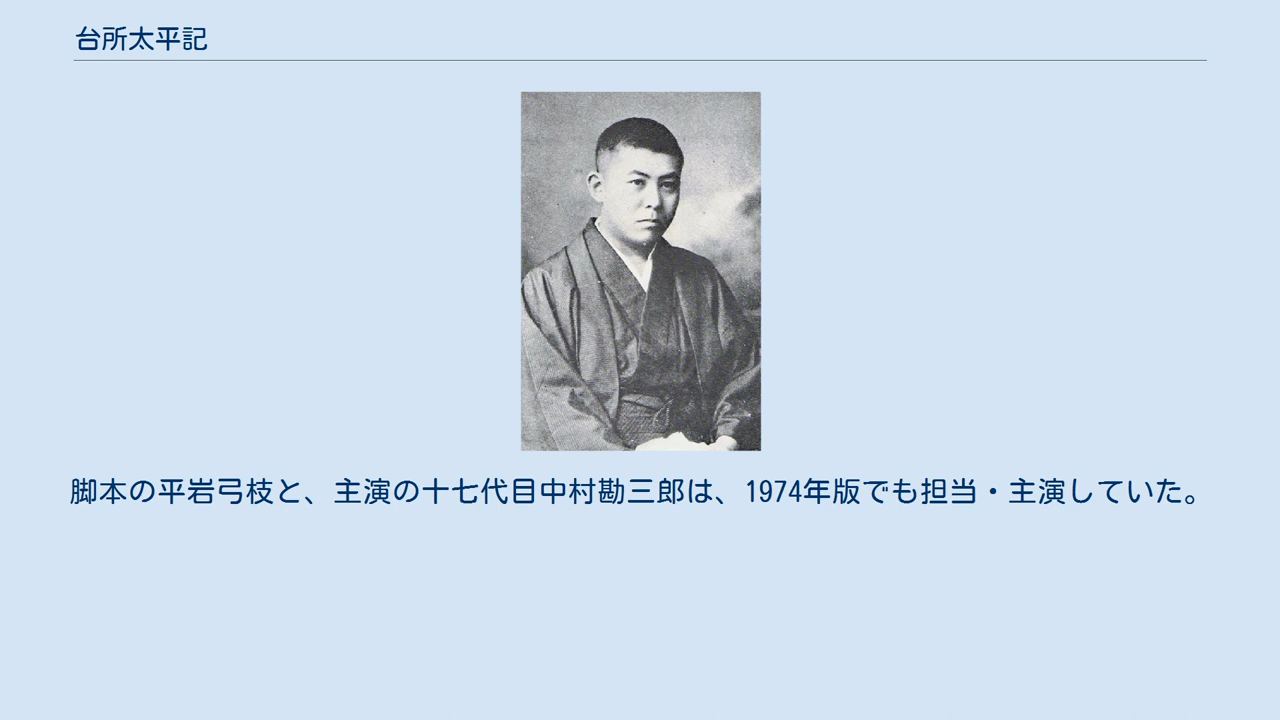 台所太平記
脚本の平岩弓枝と、主演の十七代目中村勘三郎は、1974年版でも担当・主演していた。